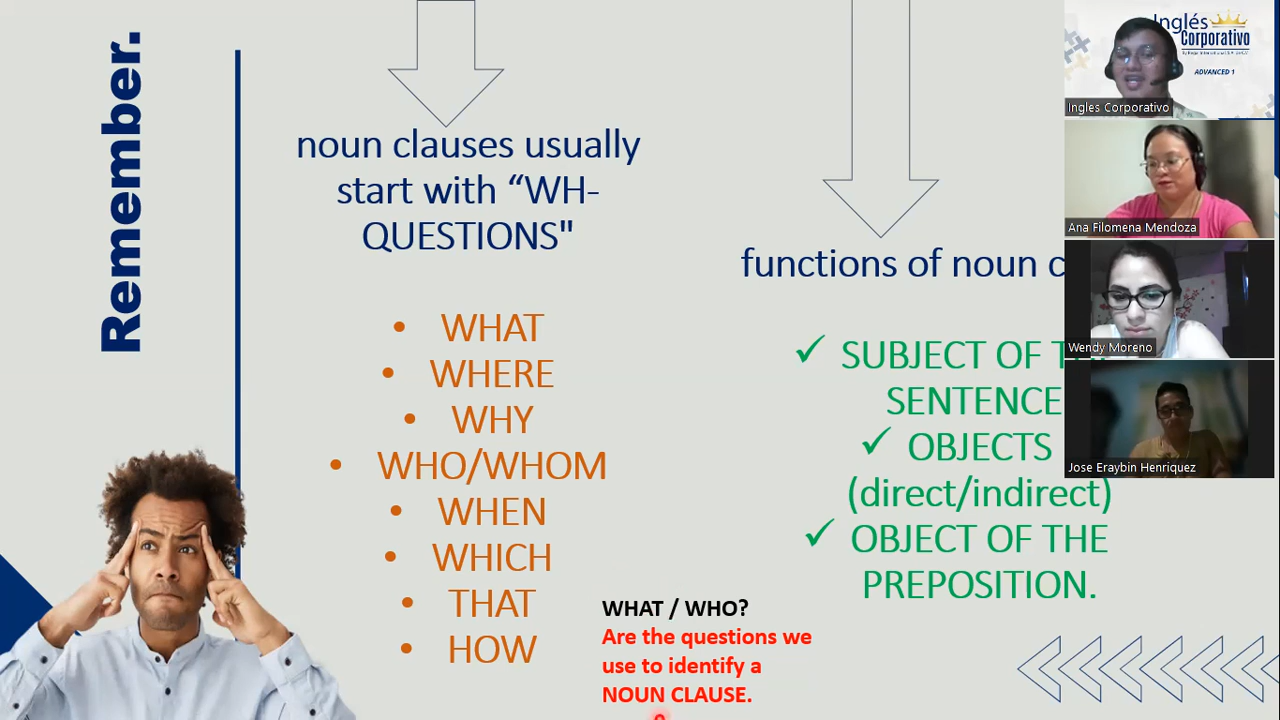 Remember.
noun clauses usually
start with “WH-
QUESTIONS"
• WHAT
• WHERE
• WHY
• WHO/WHOM
• WHEN
• WHICH
• THAT
• HOW
functions of noun
✓ SUBJECT OF
SENTENCE
✓ OBJECTS
(direct/indirect)
✓ OBJECT OF THE
PREPOSITION.
WHAT / WHO?
Are the questions we
use to identify a
NOUN CLAUSE.
Inglés
Corporativo
ADVANCED 1
Ingles Corporativo
Ana Filomena Mendoza
Wendy Moreno
Jose Eraybin Henriquez